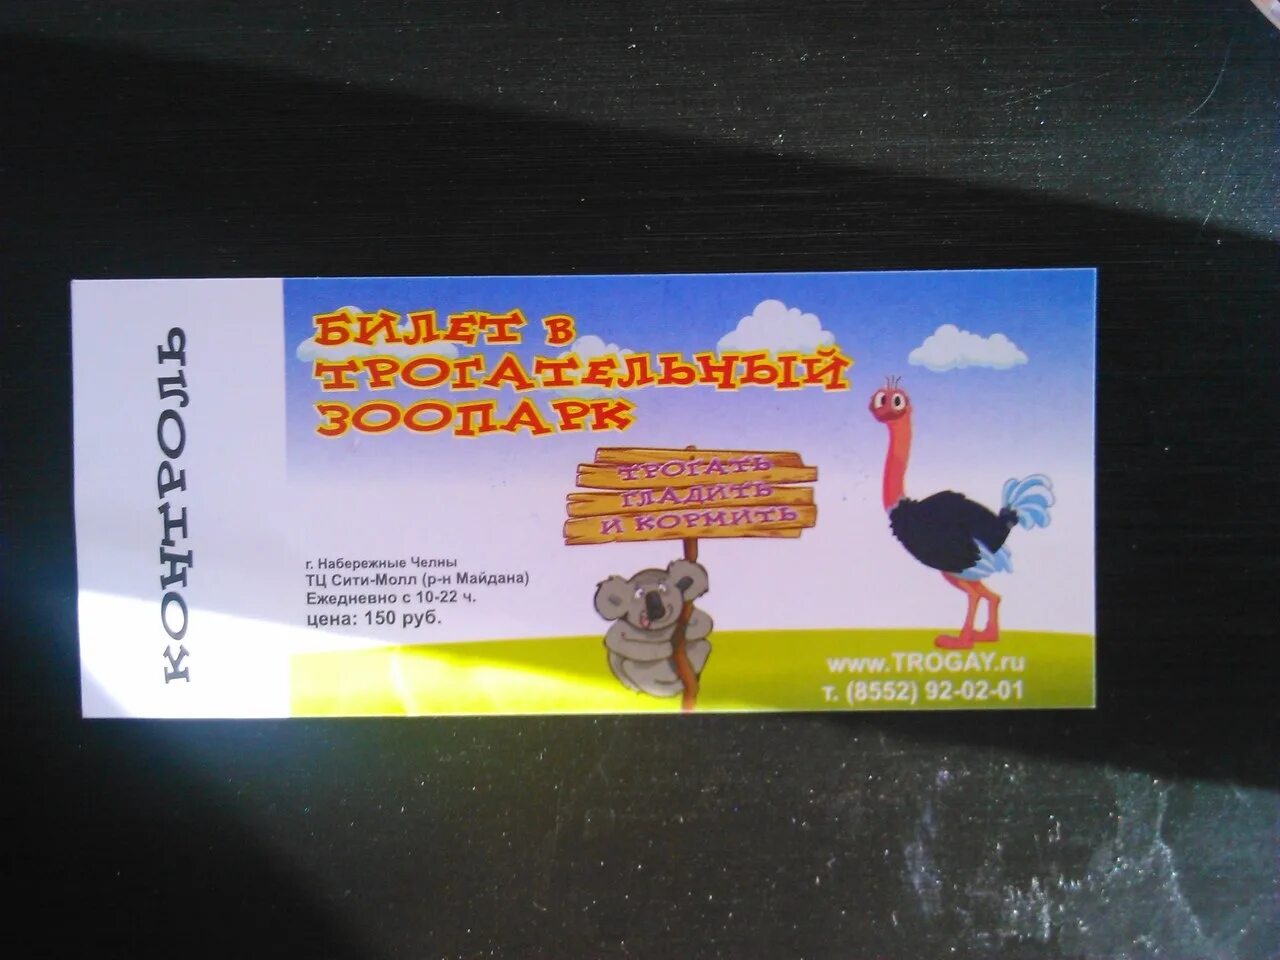 КОНТРОЛЬ
БИЛЕТ В
ТРОГАТЕЛЬНЫЙ
ЗООПАРК
ТРОГАТЬ
ГЛАДИТЬ
И КОРМИТЬ
г. Набережные Челны
ТЦ Сити-Молл (р-н Майдана)
Ежедневно с 10-22 ч.
цена: 150 руб.
www.TROGAY.ru
т. (8552) 92-02-01